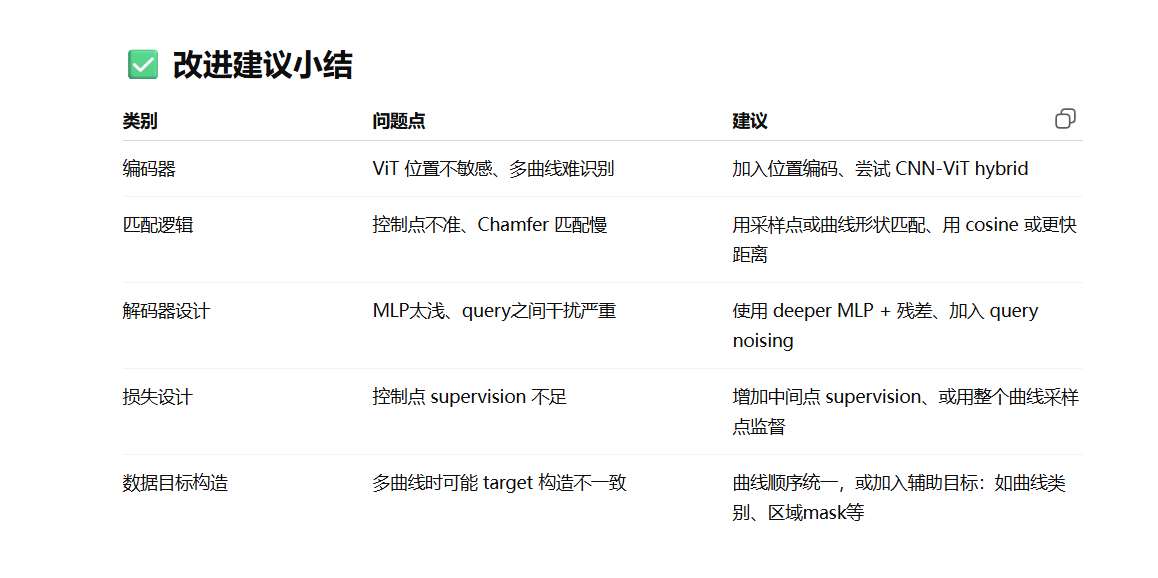 改进建议小结
类别 问题点 建议
编码器 ViT 位置不敏感、多曲线难识别 加入位置编码、尝试 CNN-ViT hybrid
匹配逻辑 控制点不准、Chamfer 匹配慢 用采样点或曲线形状匹配、用 cosine 或更快
距离
解码器设计 MLP太浅、query之间干扰严重 使用 deeper MLP + 残差、加入 query
noising
损失设计 控制点 supervision 不足 增加中间点 supervision、或用整个曲线采样
点监督
数据目标构造 多曲线时可能 target 构造不一致 曲线顺序统一，或加入辅助目标：如曲线类
别、区域mask等